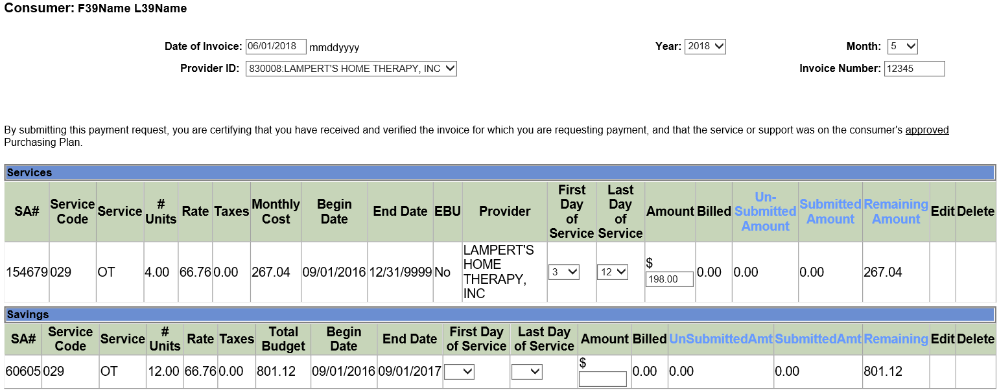 Consumer: F39Name L39Name
Date of Invoice: 06/01/2018 mmddyyyy Year: 2018 Month: 5
Provider ID: 830008:LAMPERT'S HOME THERAPY, INC Invoice Number: 12345
By submitting this payment request, you are certifying that you have received and verified the invoice for which you are requesting payment, and that the service or support was on the consumer's approved
Purchasing Plan.
Services
SA# Service Code Service # Units Rate Taxes Monthly Cost Begin Date End Date EBU Provider First Day of Service Last Day of Service Amount Billed Un-Submitted Amount Submitted Amount Remaining Amount Edit Delete
154679 029 OT 4.00 66.76 0.00 267.04 09/01/2016 12/31/9999 No LAMPERT'S HOME THERAPY, INC 3 12 $ 198.00 0.00 0.00 0.00 267.04
Savings
SA# Service Code Service # Units Rate Taxes Total Budget Begin Date End Date First Day of Service Last Day of Service Amount Billed UnSubmittedAmt SubmittedAmt Remaining Edit Delete
60605 029 OT 12.00 66.76 0.00 801.12 09/01/2016 09/01/2017 $ 0.00 0.00 0.00 801.12